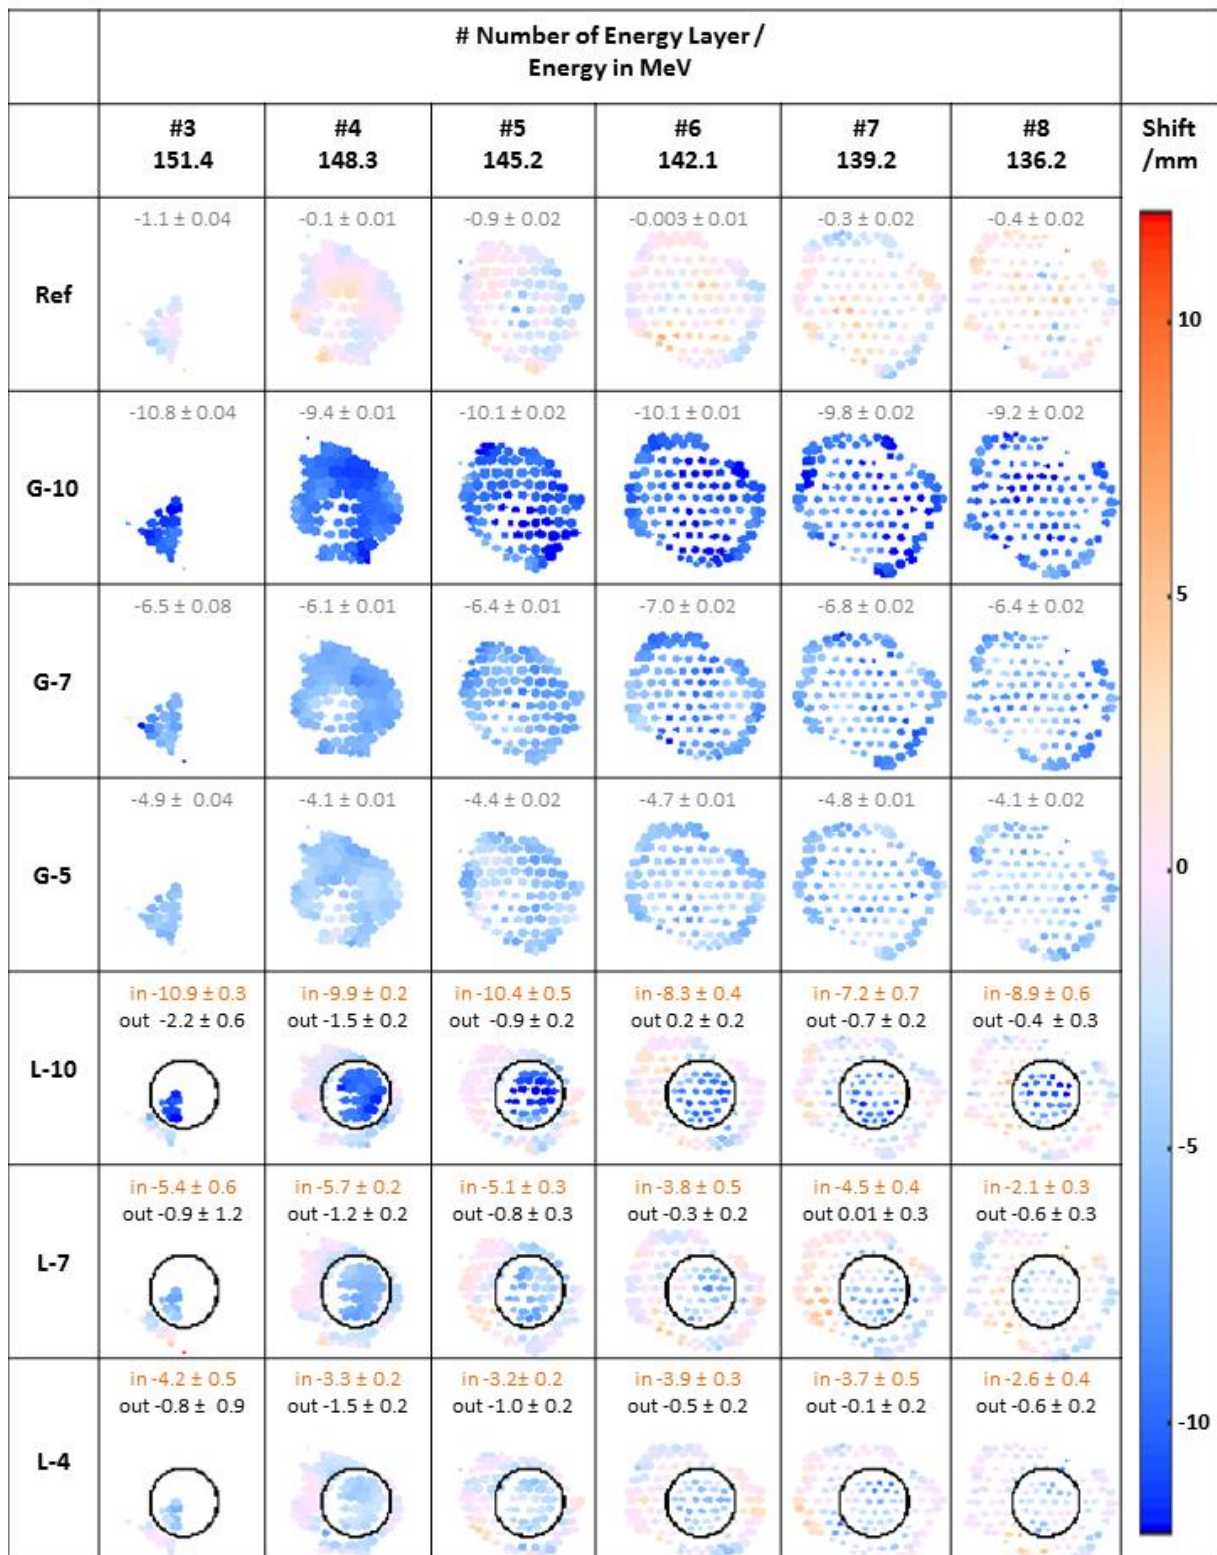 # Number of Energy Layer /
Energy in MeV
#3 #4 #5 #6 #7 #8 Shift
151.4 148.3 145.2 142.1 139.2 136.2 /mm
-1.1 ± 0.04 -0.1 ± 0.01 -0.9 ± 0.02 -0.003 ± 0.01 -0.3 ± 0.02 -0.4 ± 0.02
Ref
10
-10.8 ± 0.04 -9.4 ± 0.01 -10.1 ± 0.02 -10.1 ± 0.01 -9.8 ± 0.02 -9.2 ± 0.02
G-10
-6.5 ± 0.08 -6.1 ± 0.01 -6.4 ± 0.01 -7.0 ± 0.02 -6.8 ± 0.02 -6.4 ± 0.02
5
G-7
-4.9 ± 0.04 -4.1 ± 0.01 -4.4 ± 0.02 -4.7 ± 0.01 -4.8 ± 0.01 -4.1 ± 0.02
0
G-5
in -10.9 ± 0.3 in -9.9 ± 0.2 in -10.4 ± 0.5 in -8.3 ± 0.4 in -7.2 ± 0.7 in -8.9 ± 0.6
out -2.2 ± 0.6 out -1.5 ± 0.2 out -0.9 ± 0.2 out 0.2 ± 0.2 out -0.7 ± 0.2 out -0.4 ± 0.3
L-10
-5
in -5.4 ± 0.6 in -5.7 ± 0.2 in -5.1 ± 0.3 in -3.8 ± 0.5 in -4.5 ± 0.4 in -2.1 ± 0.3
out -0.9 ± 1.2 out -1.2 ± 0.2 out -0.8 ± 0.3 out -0.3 ± 0.2 out 0.01 ± 0.3 out -0.6 ± 0.3
L-7
in -4.2 ± 0.5 in -3.3 ± 0.2 in -3.2± 0.2 in -3.9 ± 0.3 in -3.7 ± 0.5 in -2.6 ± 0.4
out -0.8 ± 0.9 out -1.5 ± 0.2 out -1.0 ± 0.2 out -0.5 ± 0.2 out -0.1 ± 0.2 out -0.6 ± 0.2
-10
L-4